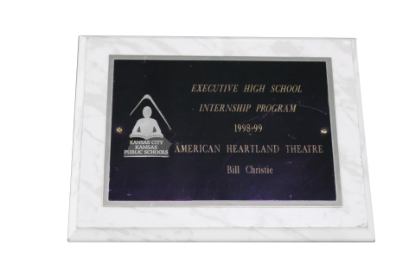 EXECUTIVE HIGH SCHOOL
INTERNSHIP PROGRAM
1998-99
AMERICAN HEARTLAND THEATRE
Bill Christie
KANSAS CITY
KANSAS
PUBLIC SCHOOLS